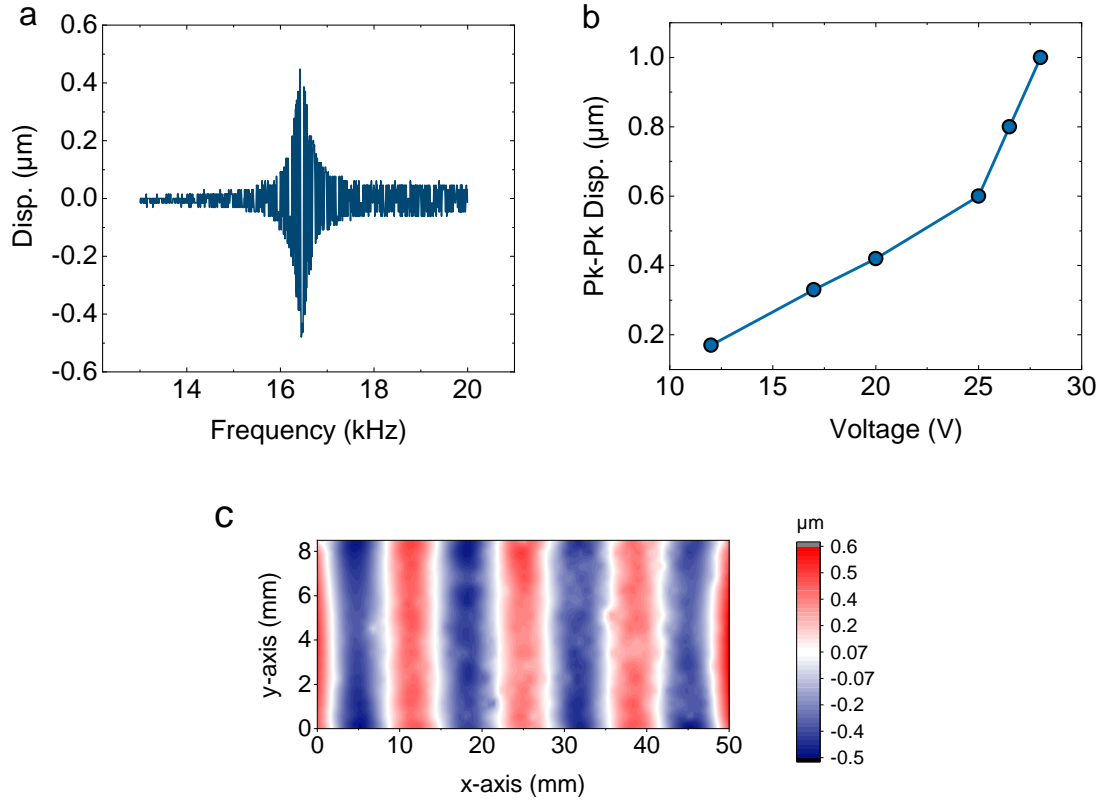 a
0.6
0.4
0.2
0.0
-0.2
-0.4
-0.6
Disp. (μm)
14 16 18 20
Frequency (kHz)
b
1.0
0.8
0.6
0.4
0.2
Pk-Pk Disp. (μm)
10 15 20 25 30
Voltage (V)
c
8
6
4
2
0
y-axis (mm)
0 10 20 30 40 50
x-axis (mm)
μm
0.6
0.4
0.2
0.07
-0.07
-0.2
-0.4
-0.5